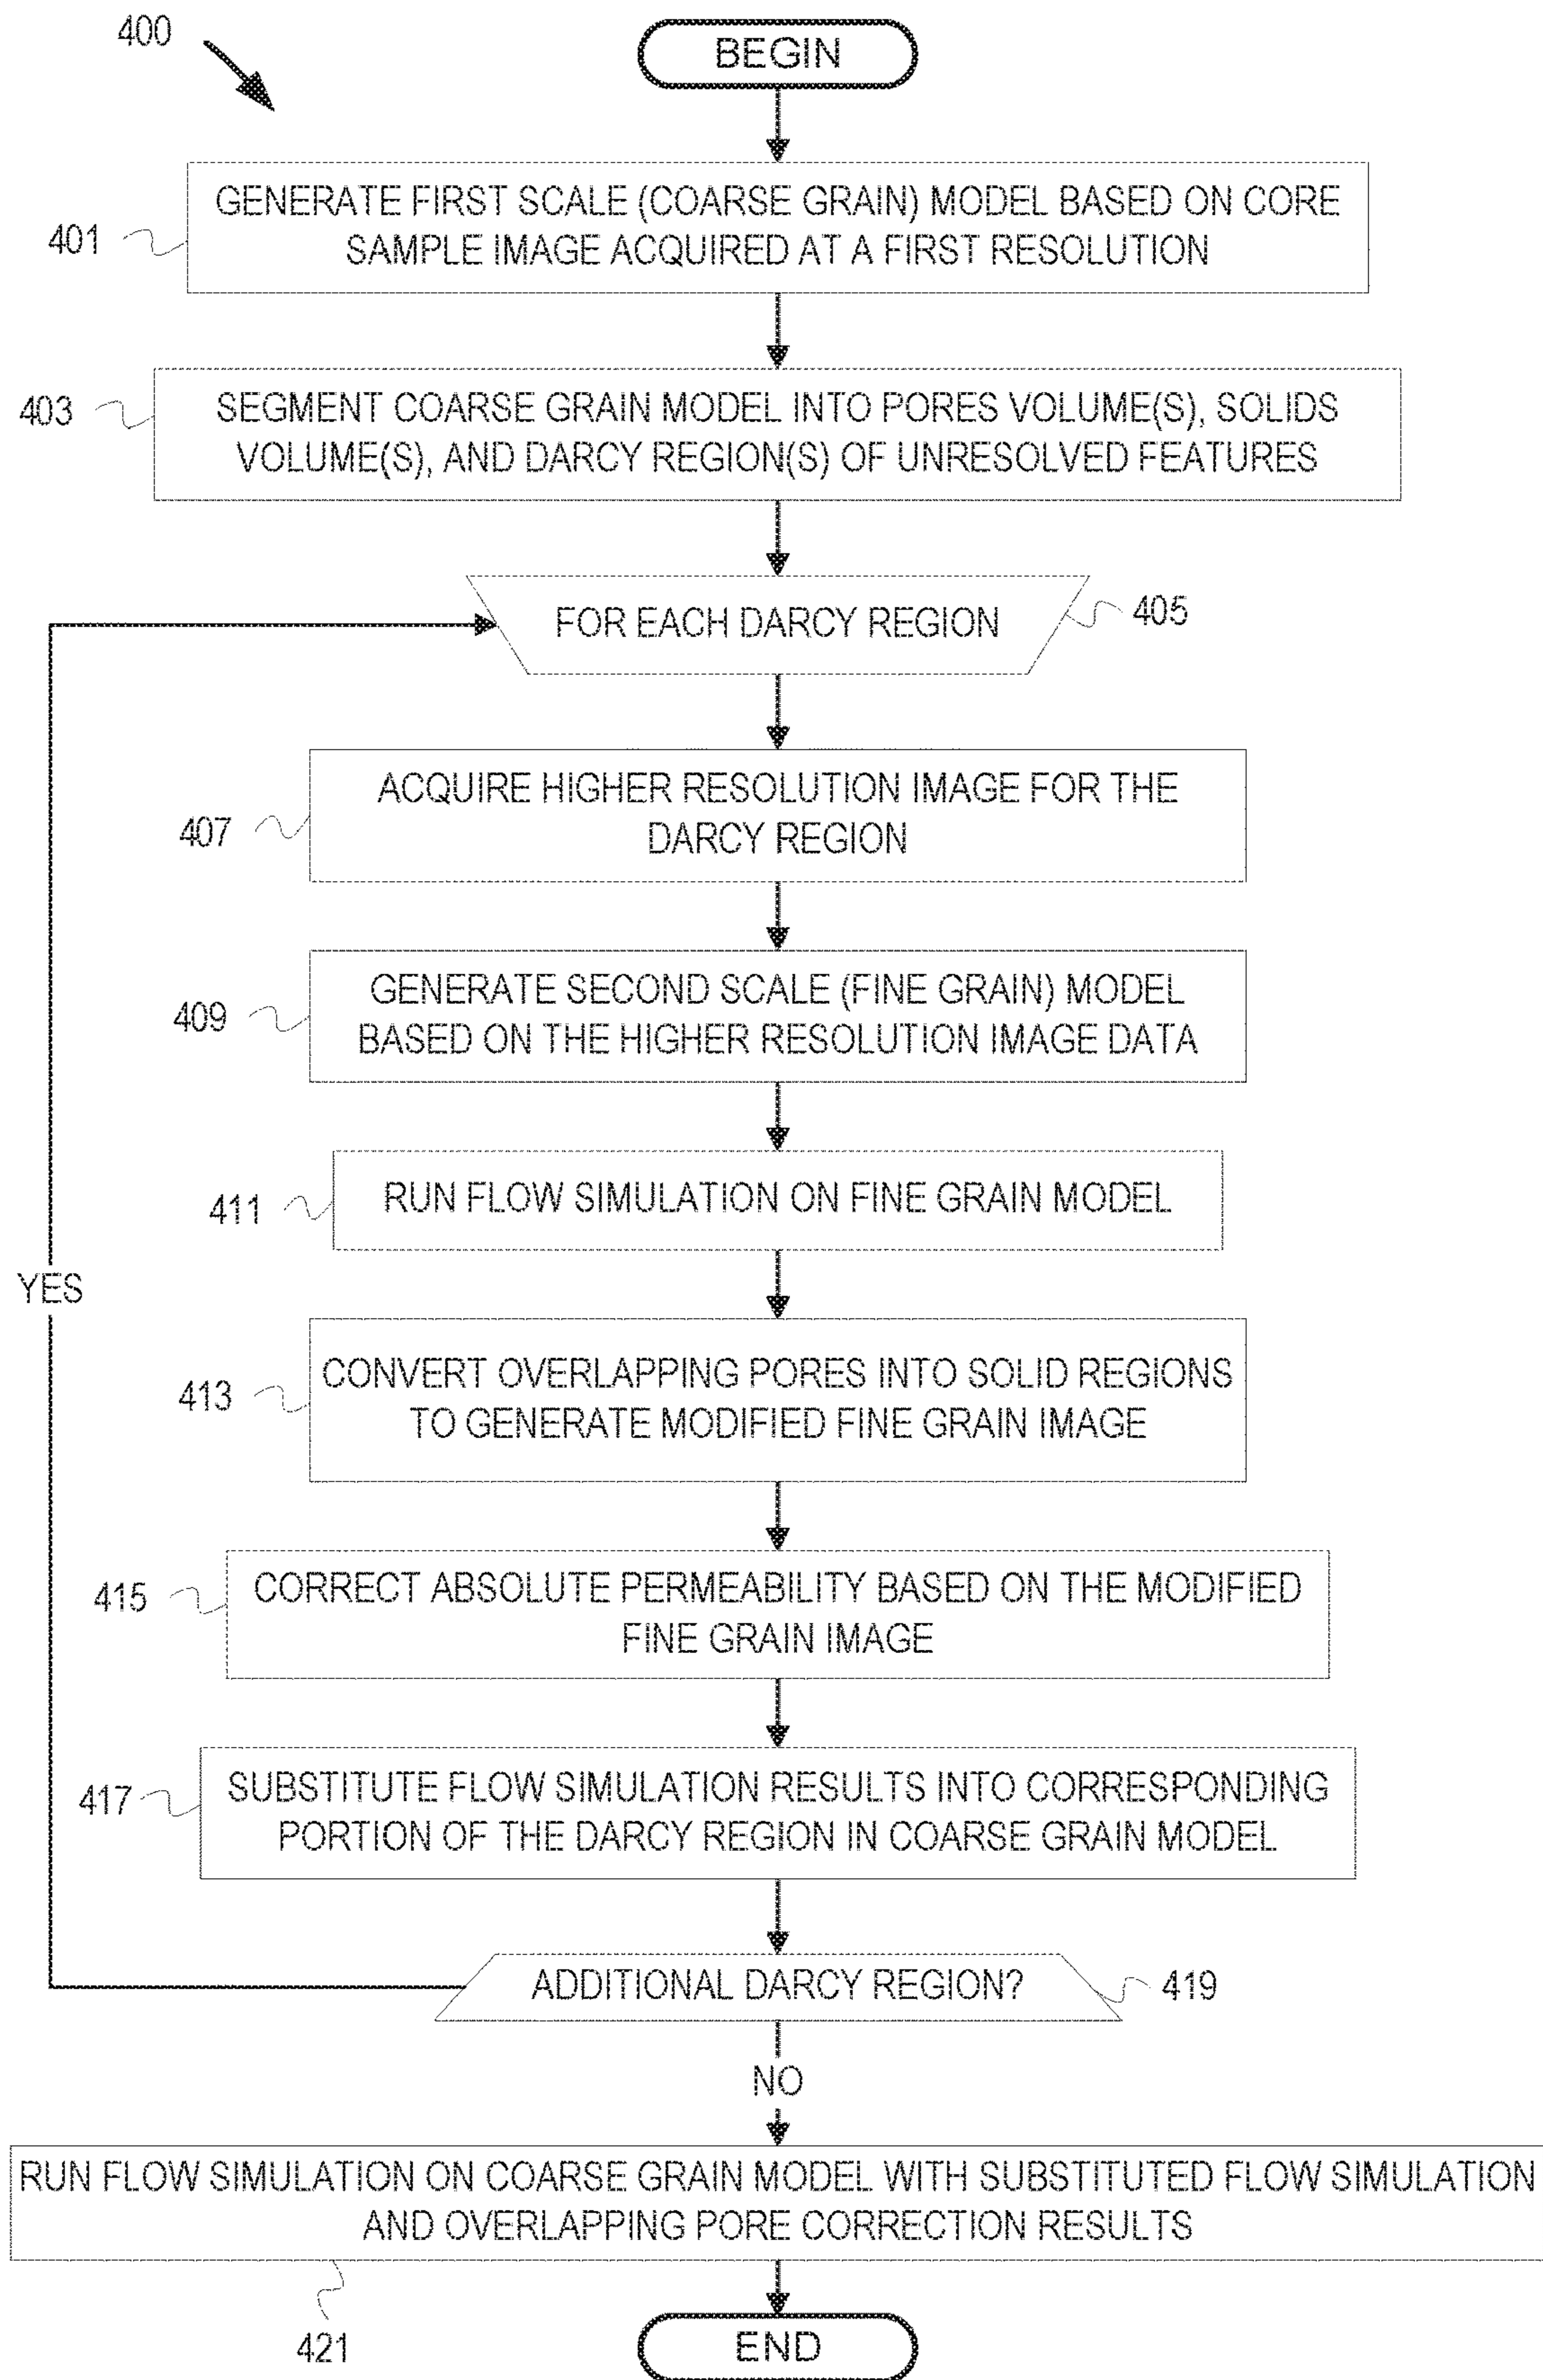 400
BEGIN
GENERATE FIRST SCALE (COARSE GRAIN) MODEL BASED ON CORE
SAMPLE IMAGE ACQUIRED AT A FIRST RESOLUTION
401
SEGMENT COARSE GRAIN MODEL INTO PORES VOLUME(S), SOLIDS
VOLUME(S), AND DARCY REGION(S) OF UNRESOLVED FEATURES
403
FOR EACH DARCY REGION
405
ACQUIRE HIGHER RESOLUTION IMAGE FOR THE
DARCY REGION
407
GENERATE SECOND SCALE (FINE GRAIN) MODEL
BASED ON THE HIGHER RESOLUTION IMAGE DATA
409
RUN FLOW SIMULATION ON FINE GRAIN MODEL
411
YES
CONVERT OVERLAPPING PORES INTO SOLID REGIONS
TO GENERATE MODIFIED FINE GRAIN IMAGE
413
CORRECT ABSOLUTE PERMEABILITY BASED ON THE MODIFIED
FINE GRAIN IMAGE
415
SUBSTITUTE FLOW SIMULATION RESULTS INTO CORRESPONDING
PORTION OF THE DARCY REGION IN COARSE GRAIN MODEL
417
ADDITIONAL DARCY REGION?
419
NO
RUN FLOW SIMULATION ON COARSE GRAIN MODEL WITH SUBSTITUTED FLOW SIMULATION
AND OVERLAPPING PORE CORRECTION RESULTS
421
END